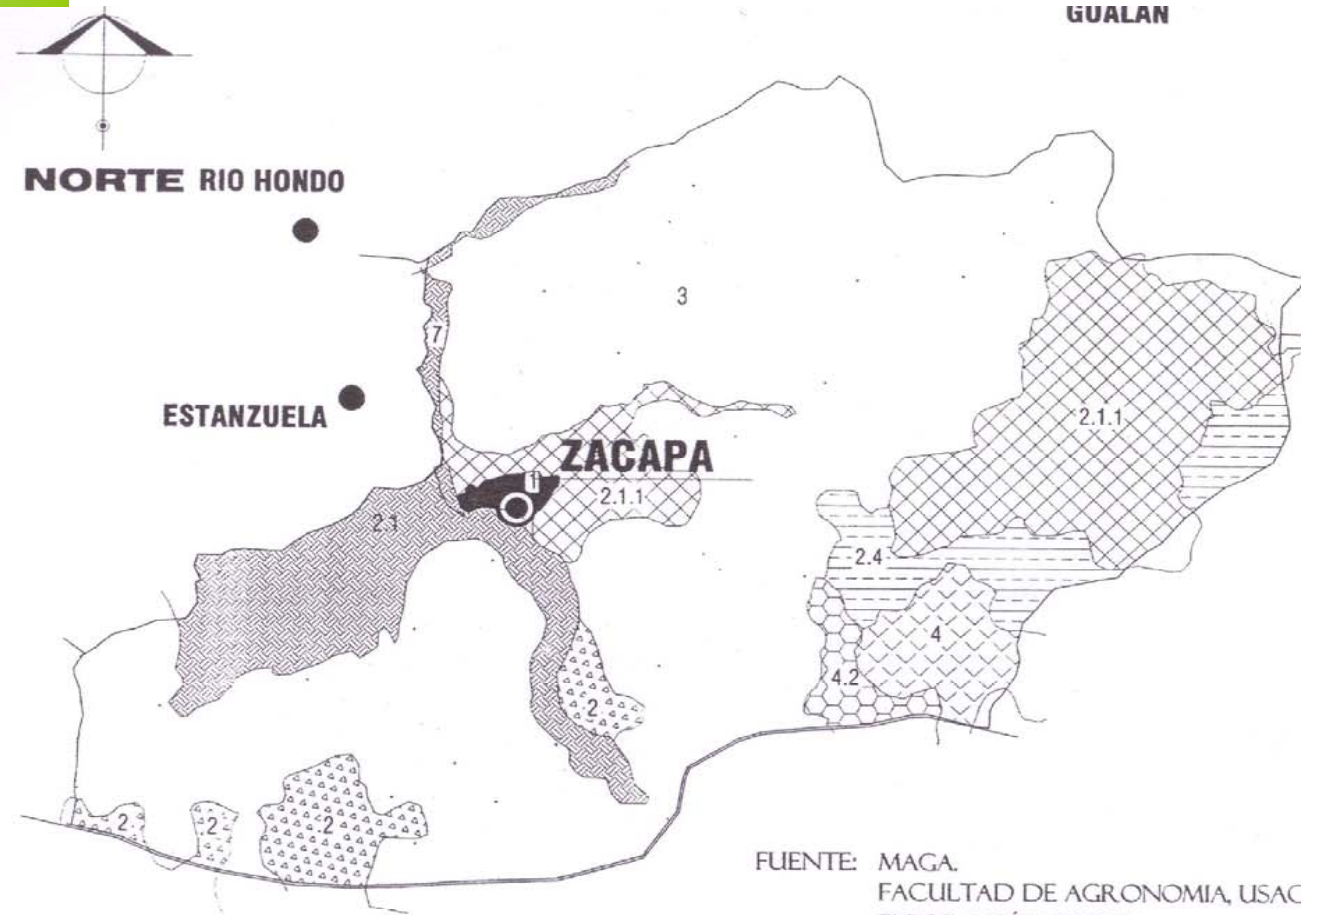 GUALAN
NORTE RIO HONDO
3
7
ESTANZUELA
2.1.1
ZACAPA
1
2.1.1
2.1
2.4
4
4.2
2
2
2
2
FUENTE: MAGA.
FACULTAD DE AGRONOMIA, USAC